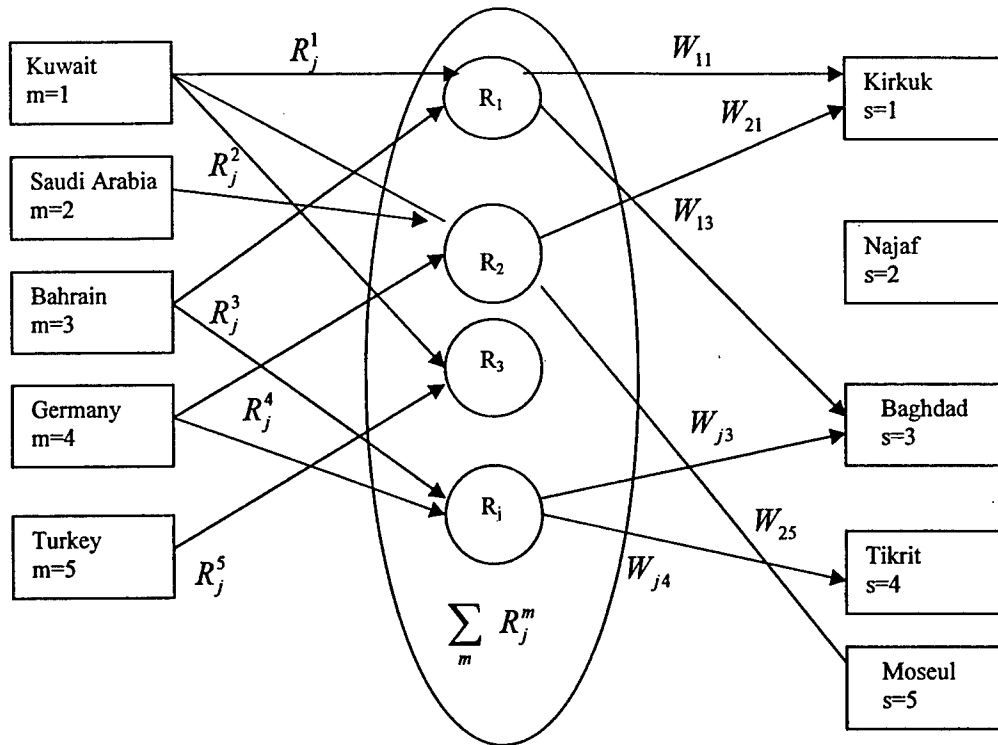 Kuwait
m=1
Saudi Arabia
m=2
Bahrain
m=3
Germany
m=4
Turkey
m=5
R_j^1
R_j^2
R_j^3
R_j^4
R_j^5
R_1
R_2
R_3
R_j
∑_m R_j^m
W_11
W_21
W_13
W_j3
W_25
W_j4
Kirkuk
s=1
Najaf
s=2
Baghdad
s=3
Tikrit
s=4
Moseul
s=5